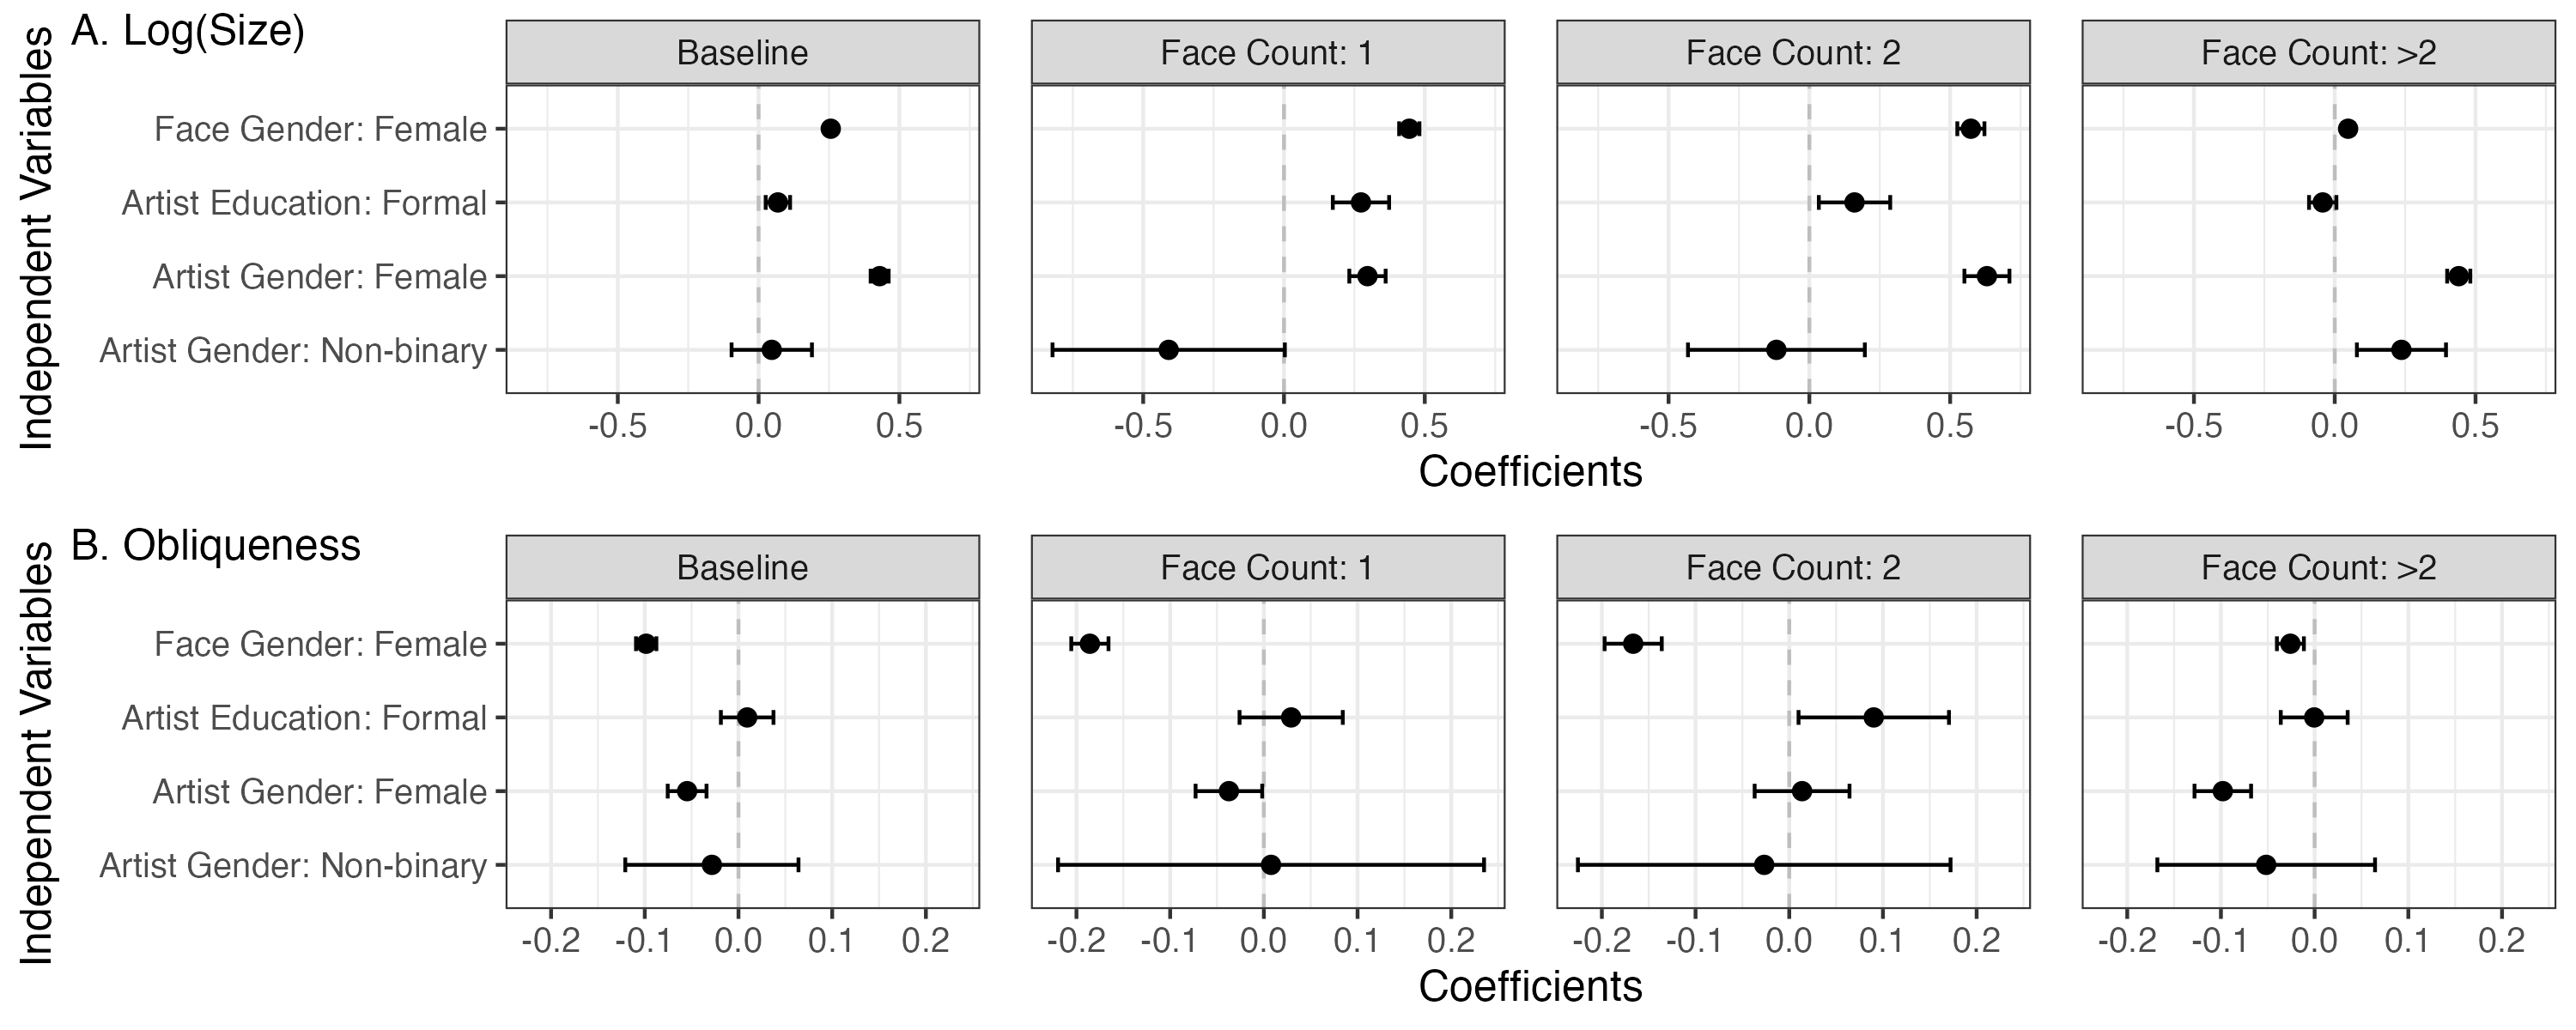 A. Log(Size)
Independent Variables
Baseline
Face Count: 1
Face Count: 2
Face Count: >2
Face Gender: Female
Artist Education: Formal
Artist Gender: Female
Artist Gender: Non-binary
-0.5 0.0 0.5
-0.5 0.0 0.5
-0.5 0.0 0.5
-0.5 0.0 0.5
Coefficients
B. Obliqueness
Independent Variables
Baseline
Face Count: 1
Face Count: 2
Face Count: >2
Face Gender: Female
Artist Education: Formal
Artist Gender: Female
Artist Gender: Non-binary
-0.2 -0.1 0.0 0.1 0.2
-0.2 -0.1 0.0 0.1 0.2
-0.2 -0.1 0.0 0.1 0.2
-0.2 -0.1 0.0 0.1 0.2
Coefficients